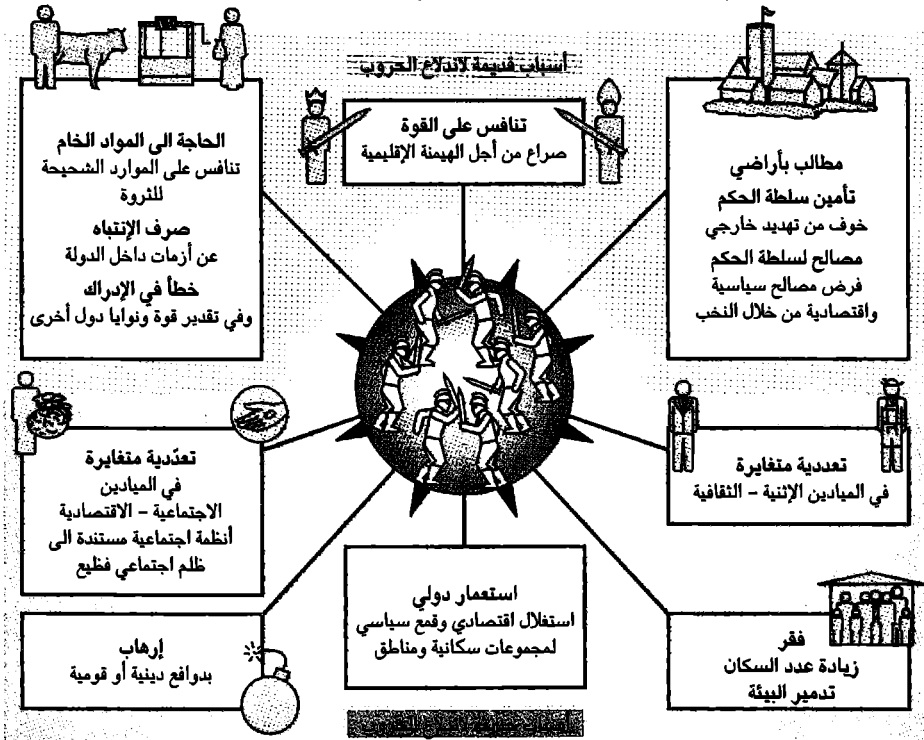 أسباب قديمة لاندلاع الحروب
تنافس على القوة
صراع من أجل الهيمنة الإقليمية
مطالب بأراضي
تأمين سلطة الحكم
خوف من تهديد خارجي
مصالح لسلطة الحكم
فرض مصالح سياسية
واقتصادية من خلال النخب
الحاجة الى المواد الخام
تنافس على الموارد الشحيحة
للثروة
صرف الإنتباه
عن أزمات داخل الدولة
خطأ في الإدراك
وفي تقدير قوة ونوايا دول أخرى
تعددية متغايرة
في الميادين الإثنية – الثقافية
تعدّدية متغايرة
في الميادين
الاجتماعية – الاقتصادية
أنظمة اجتماعية مستندة الى
ظلم اجتماعي فظيع
فقر
زيادة عدد السكان
تدمير البيئة
استعمار دولي
استغلال اقتصادي وقمع سياسي
لمجموعات سكانية ومناطق
إرهاب
بدوافع دينية أو قومية